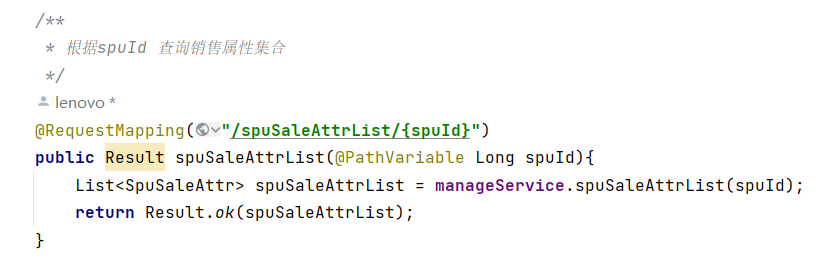 /**
 * 根据spuId 查询销售属性集合
 */
lenovo *
@RequestMapping("/spuSaleAttrList/{spuId}")
public Result spuSaleAttrList(@PathVariable Long spuId){
    List<SpuSaleAttr> spuSaleAttrList = manageService.spuSaleAttrList(spuId);
    return Result.ok(spuSaleAttrList);
}